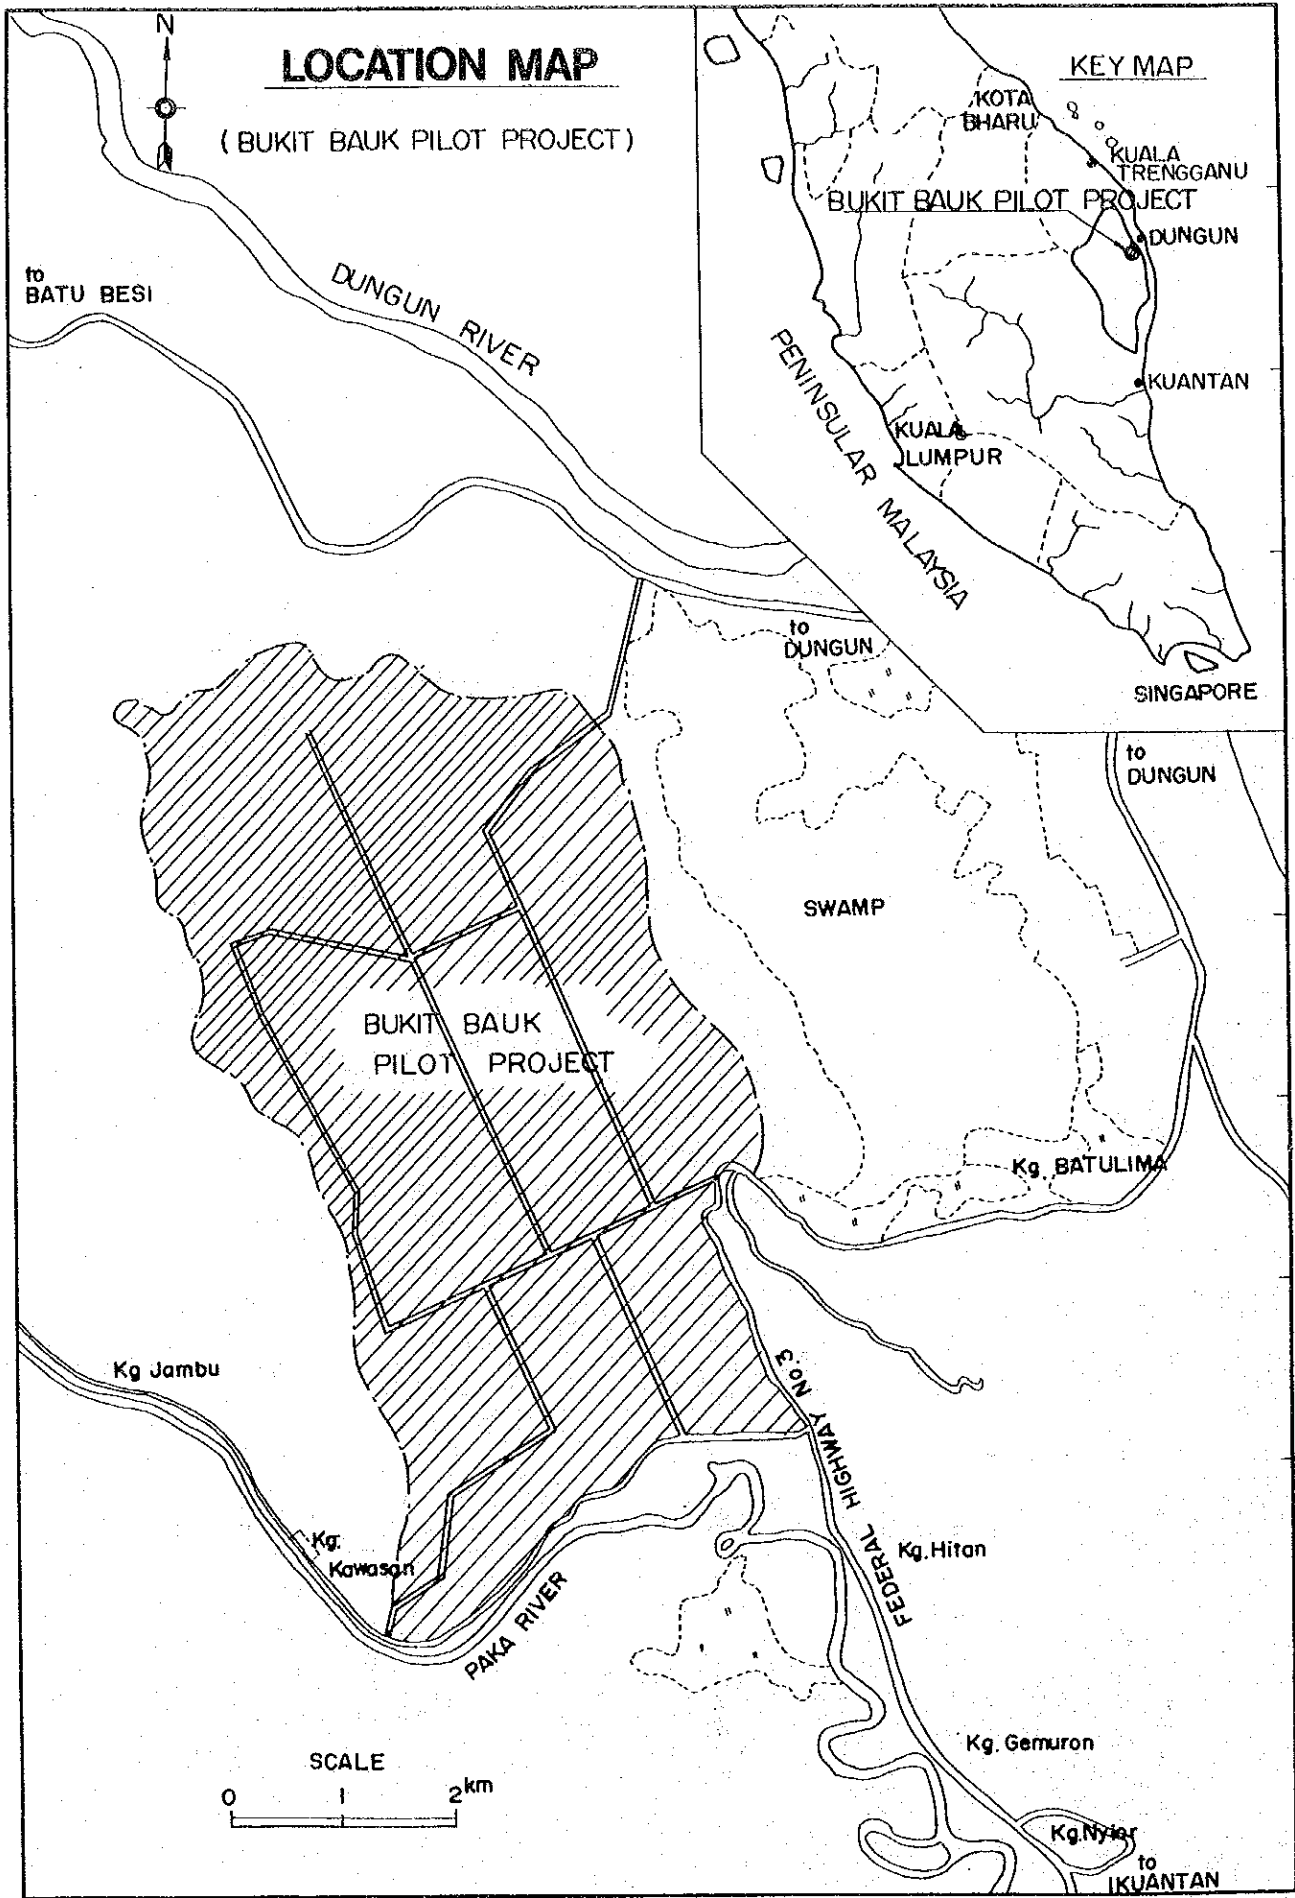 N
LOCATION MAP
( BUKIT BAUK PILOT PROJECT )
KEY MAP
KOTA
BHARU
KUALA
TRENGGANU
BUKIT BAUK PILOT PROJECT
DUNGUN
KUANTAN
KUALA
LUMPUR
PENINSULAR MALAYSIA
SINGAPORE
to
BATU BESI
DUNGUN RIVER
to
DUNGUN
to
DUNGUN
SWAMP
BUKIT BAUK
PILOT PROJECT
Kg. BATULIMA
Kg Jambu
FEDERAL HIGHWAY No.3
Kg.
Kawasan
Kg. Hitan
PAKA RIVER
Kg. Gemuron
SCALE
0 1 2 km
Kg. Nyior
to
KUANTAN